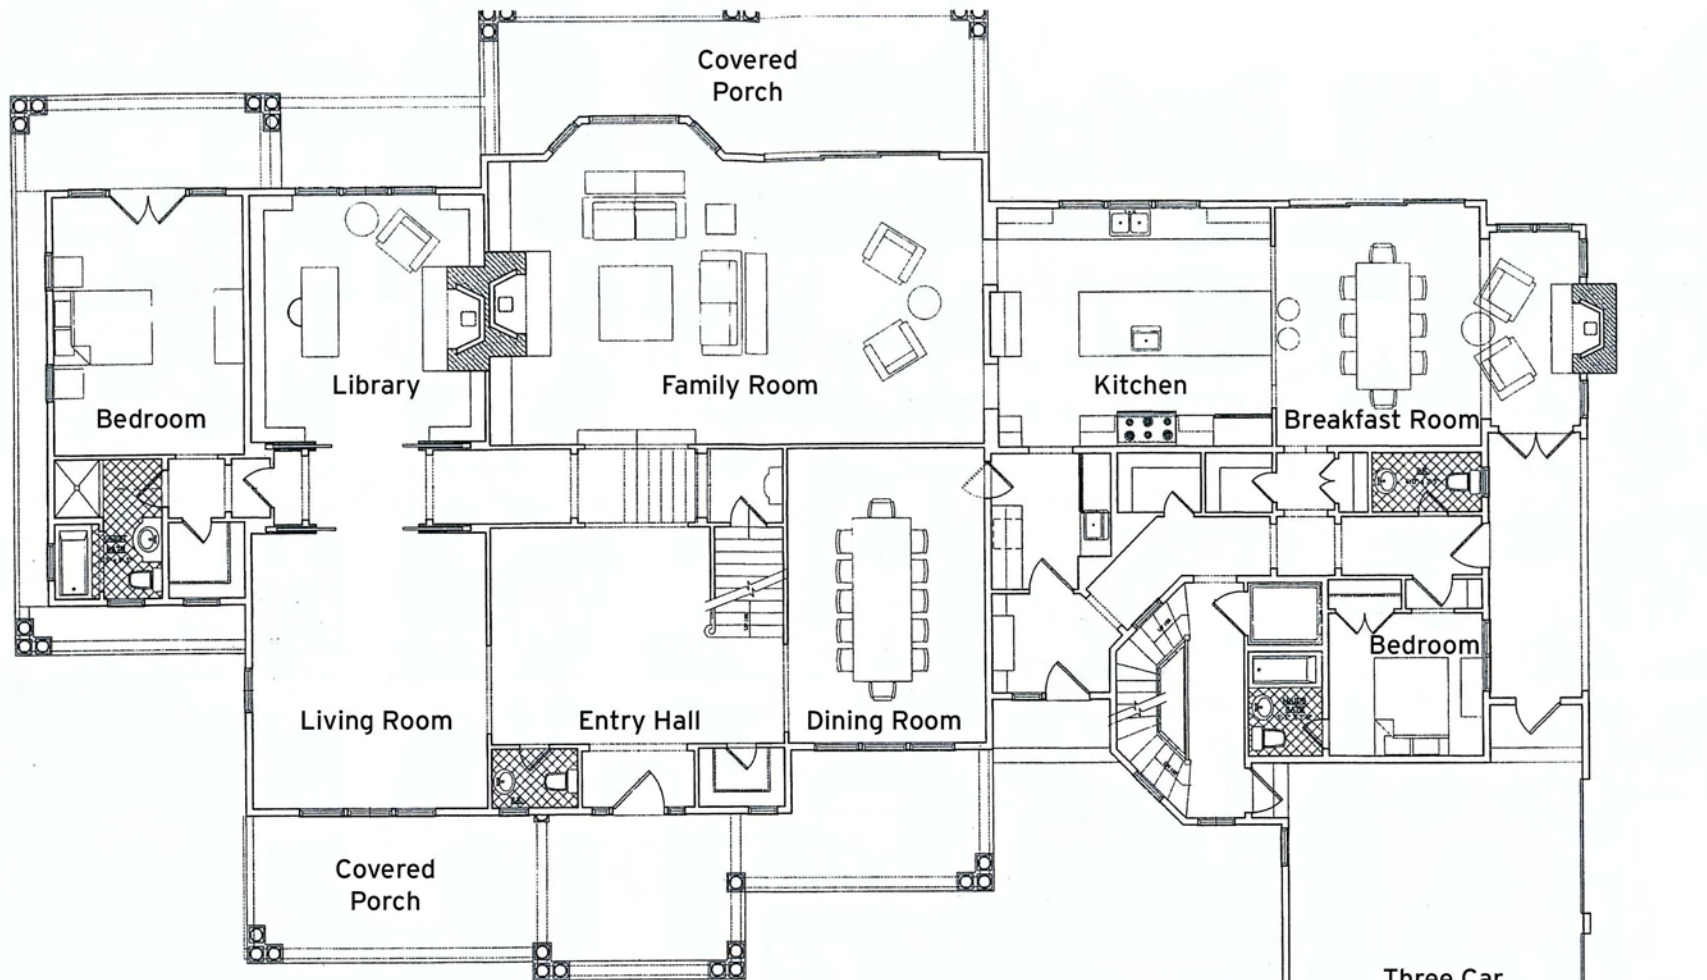 Covered
Porch
Library
Family Room
Kitchen
Bedroom
Breakfast Room
Bedroom
Living Room
Entry Hall
Dining Room
Covered
Porch
Three Car